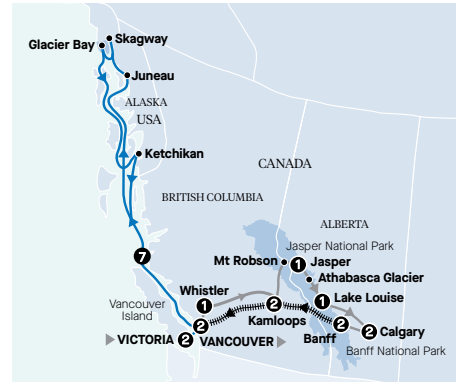 Glacier Bay
Skagway
Juneau
ALASKA
USA
Ketchikan
CANADA
BRITISH COLUMBIA
ALBERTA
Jasper National Park
7
Mt Robson
1
Jasper
Athabasca Glacier
Whistler
1
Lake Louise
1
Vancouver
Island
2
Kamloops
2
2
Calgary
VICTORIA
2
VANCOUVER
Banff
2
Banff National Park